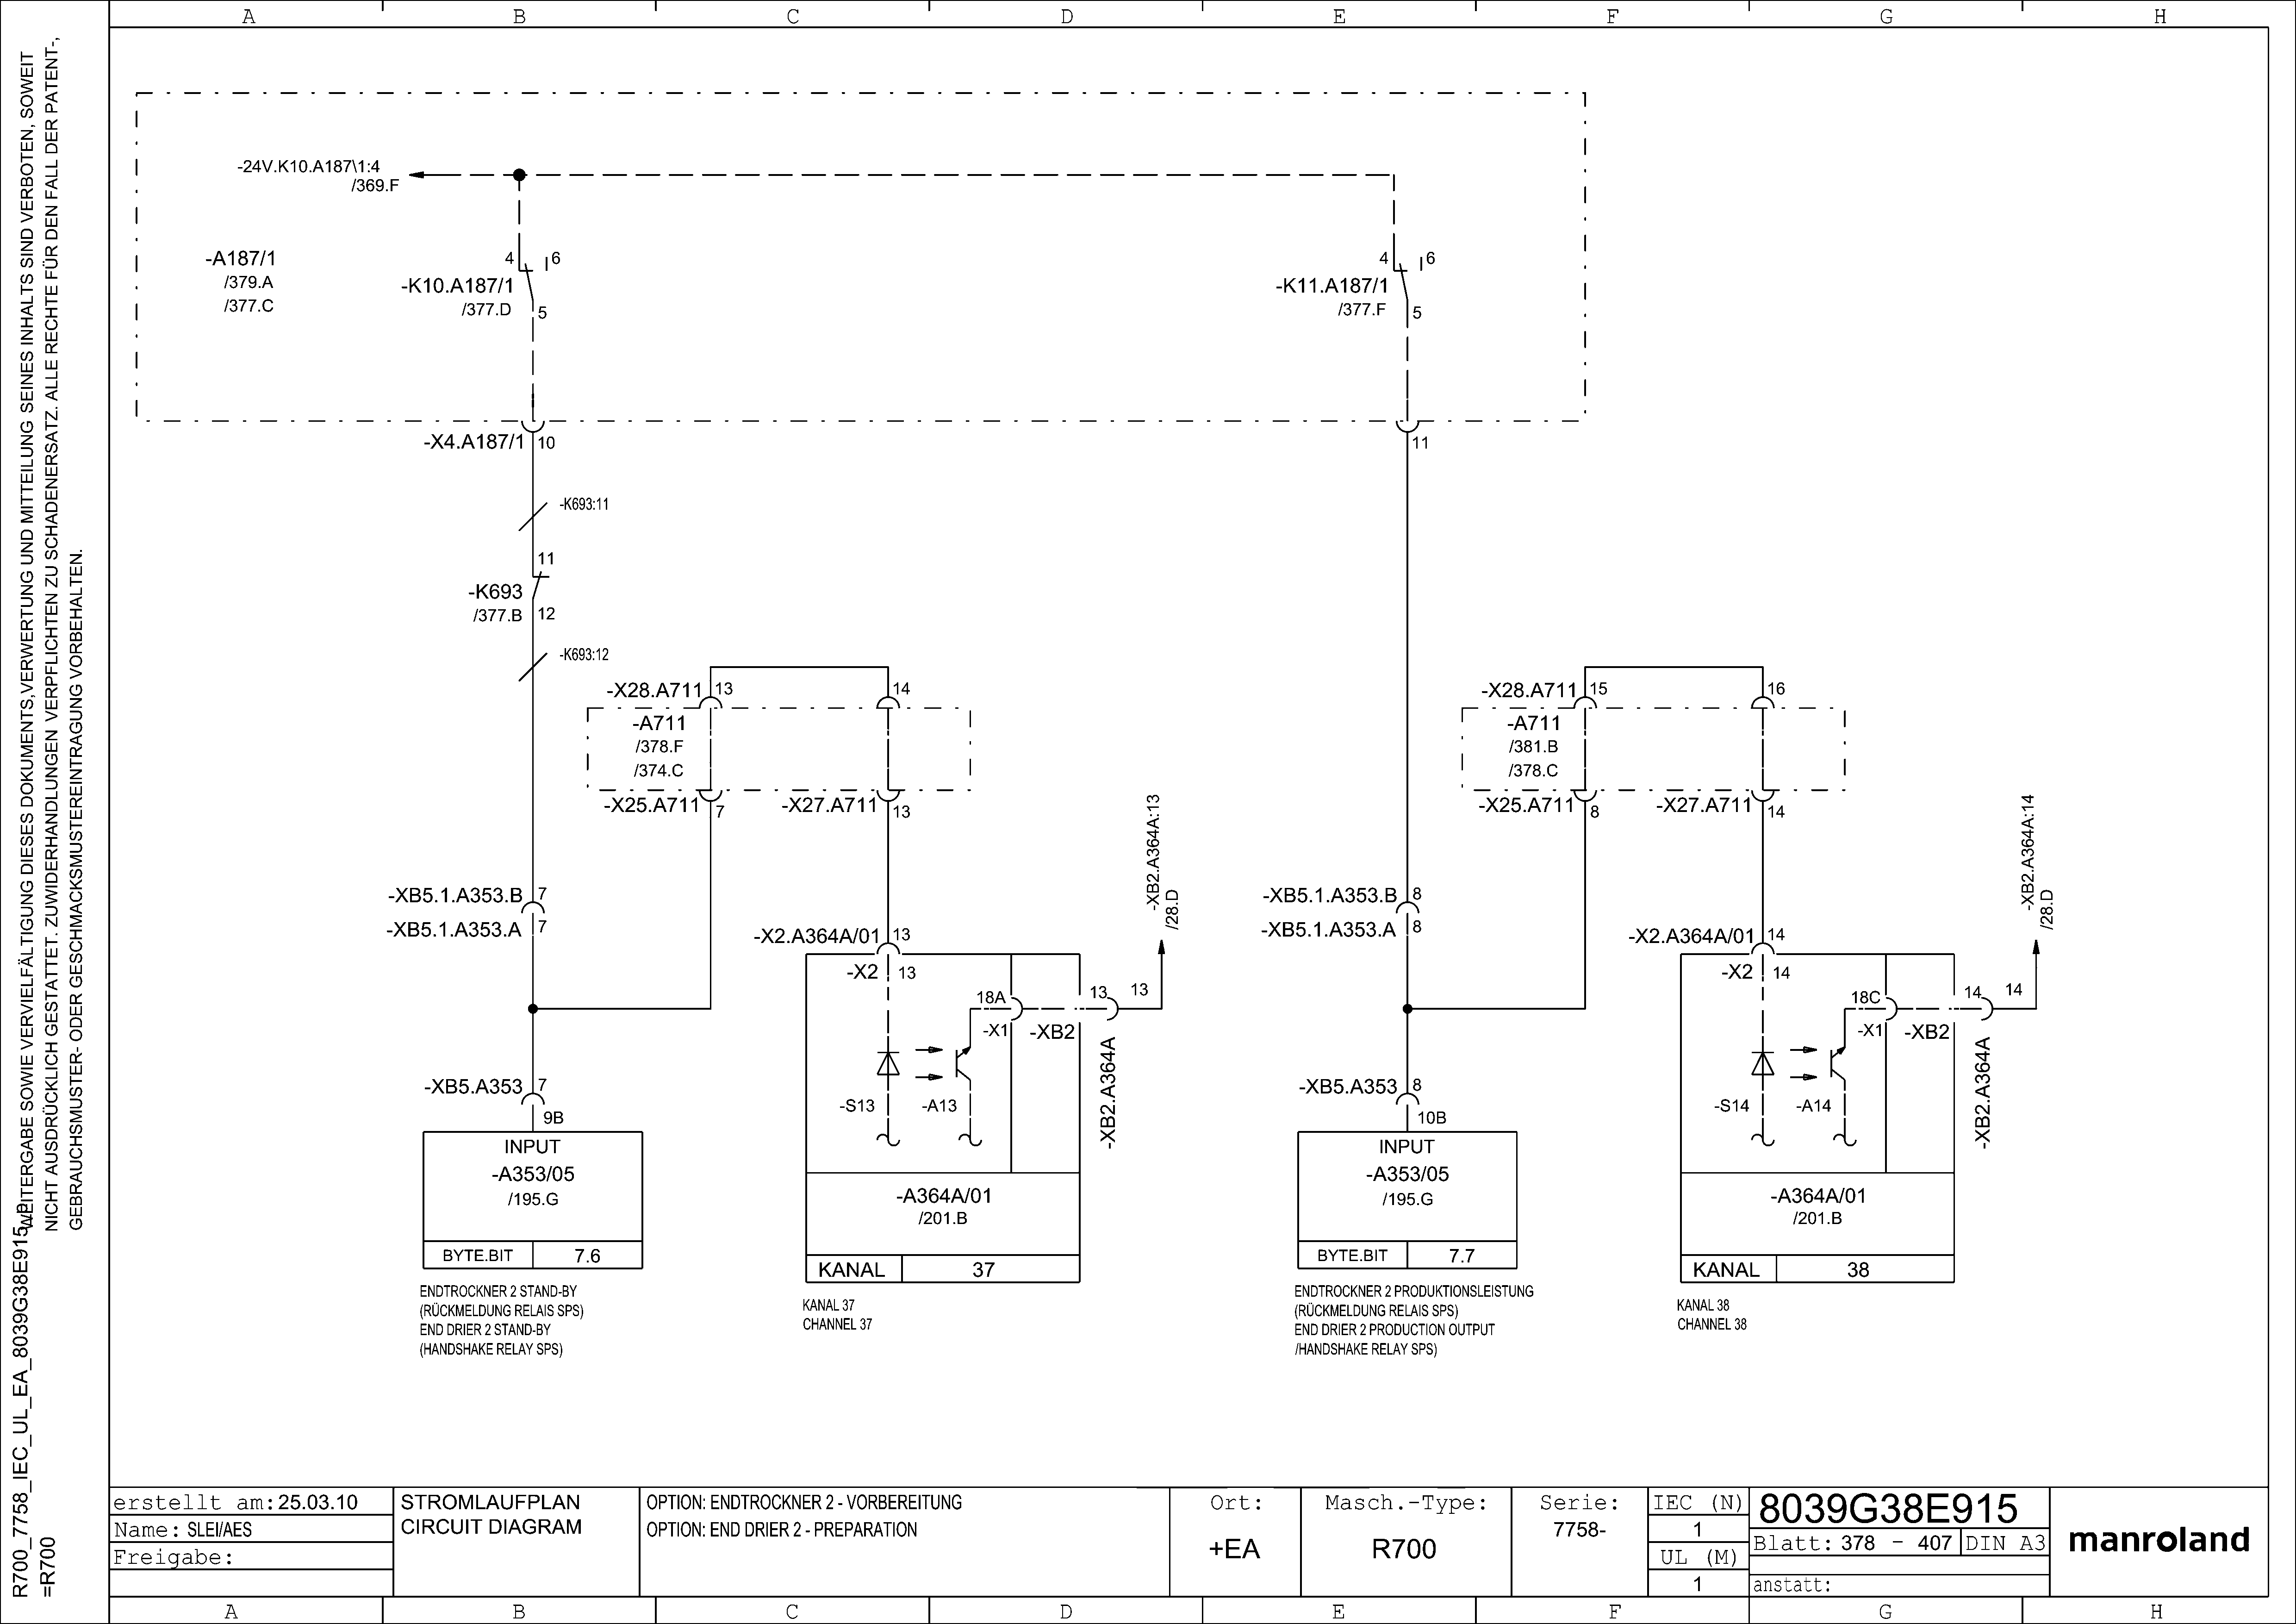 A B C D E F G H
-24V.K10.A187\1:4
/369.F
-A187/1
/379.A
/377.C
4 6
-K10.A187/1
/377.D 5
4 6
-K11.A187/1
/377.F 5
-X4.A187/1 10
11
-K693:11
11
-K693
/377.B 12
-K693:12
-X28.A711 13 14
-A711
/378.F
/374.C
-X25.A711 7 -X27.A711 13
-X28.A711 15 16
-A711
/381.B
/378.C
-X25.A711 8 -X27.A711 14
-XB5.1.A353.B 7
-XB5.1.A353.A 7
-X2.A364A/01 13
-X2 13
18A 13 13
-X1 -XB2
-XB2.A364A
-XB2.A364A:13
/28.D
-S13 -A13
-XB5.A353 7
9B
INPUT
-A353/05
/195.G
BYTE.BIT 7.6
-A364A/01
/201.B
KANAL 37
ENDTROCKNER 2 STAND-BY
(RÜCKMELDUNG RELAIS SPS)
END DRIER 2 STAND-BY
(HANDSHAKE RELAY SPS)
KANAL 37
CHANNEL 37
-XB5.1.A353.B 8
-XB5.1.A353.A 8
-X2.A364A/01 14
-X2 14
18C 14 14
-X1 -XB2
-XB2.A364A
-XB2.A364A:14
/28.D
-S14 -A14
-XB5.A353 8
10B
INPUT
-A353/05
/195.G
BYTE.BIT 7.7
-A364A/01
/201.B
KANAL 38
ENDTROCKNER 2 PRODUKTIONSLEISTUNG
(RÜCKMELDUNG RELAIS SPS)
END DRIER 2 PRODUCTION OUTPUT
/HANDSHAKE RELAY SPS)
KANAL 38
CHANNEL 38
WEITERGABE SOWIE VERVIELFÄLTIGUNG DIESES DOKUMENTS,VERWERTUNG UND MITTEILUNG SEINES INHALTS SIND VERBOTEN, SOWEIT
NICHT AUSDRÜCKLICH GESTATTET. ZUWIDERHANDLUNGEN VERPFLICHTEN ZU SCHADENERSATZ. ALLE RECHTE FÜR DEN FALL DER PATENT-,
GEBRAUCHSMUSTER- ODER GESCHMACKSMUSTEREINTRAGUNG VORBEHALTEN.
=R700
erstellt am: 25.03.10
Name: SLEI/AES
Freigabe:
STROMLAUFPLAN
CIRCUIT DIAGRAM
OPTION: ENDTROCKNER 2 - VORBEREITUNG
OPTION: END DRIER 2 - PREPARATION
Ort:
+EA
Masch.-Type:
R700
Serie:
7758-
IEC (N)
1
UL (M)
1
8039G38E915
Blatt: 378 - 407 DIN A3
anstatt:
manroland
A B C D E F G H